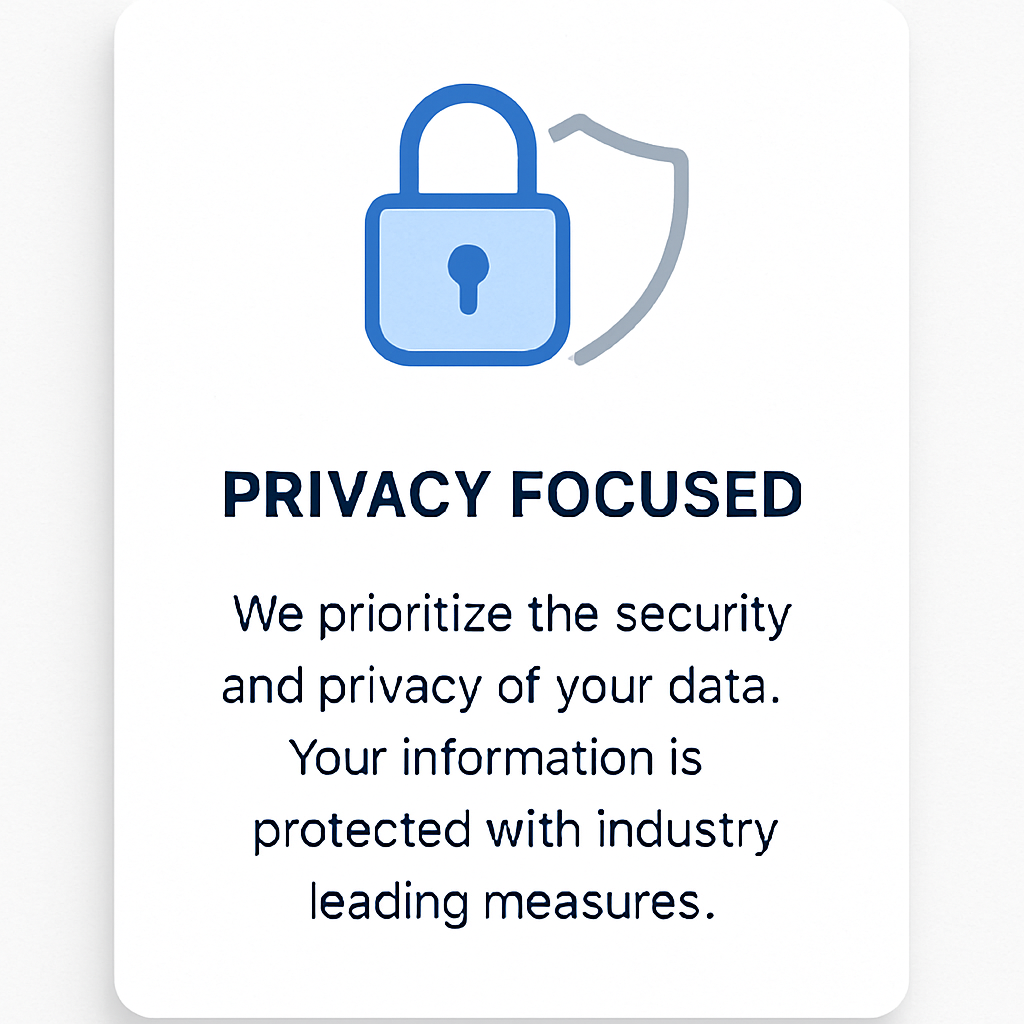 PRIVACY FOCUSED
We prioritize the security
and privacy of your data.
Your information is
protected with industry
leading measures.